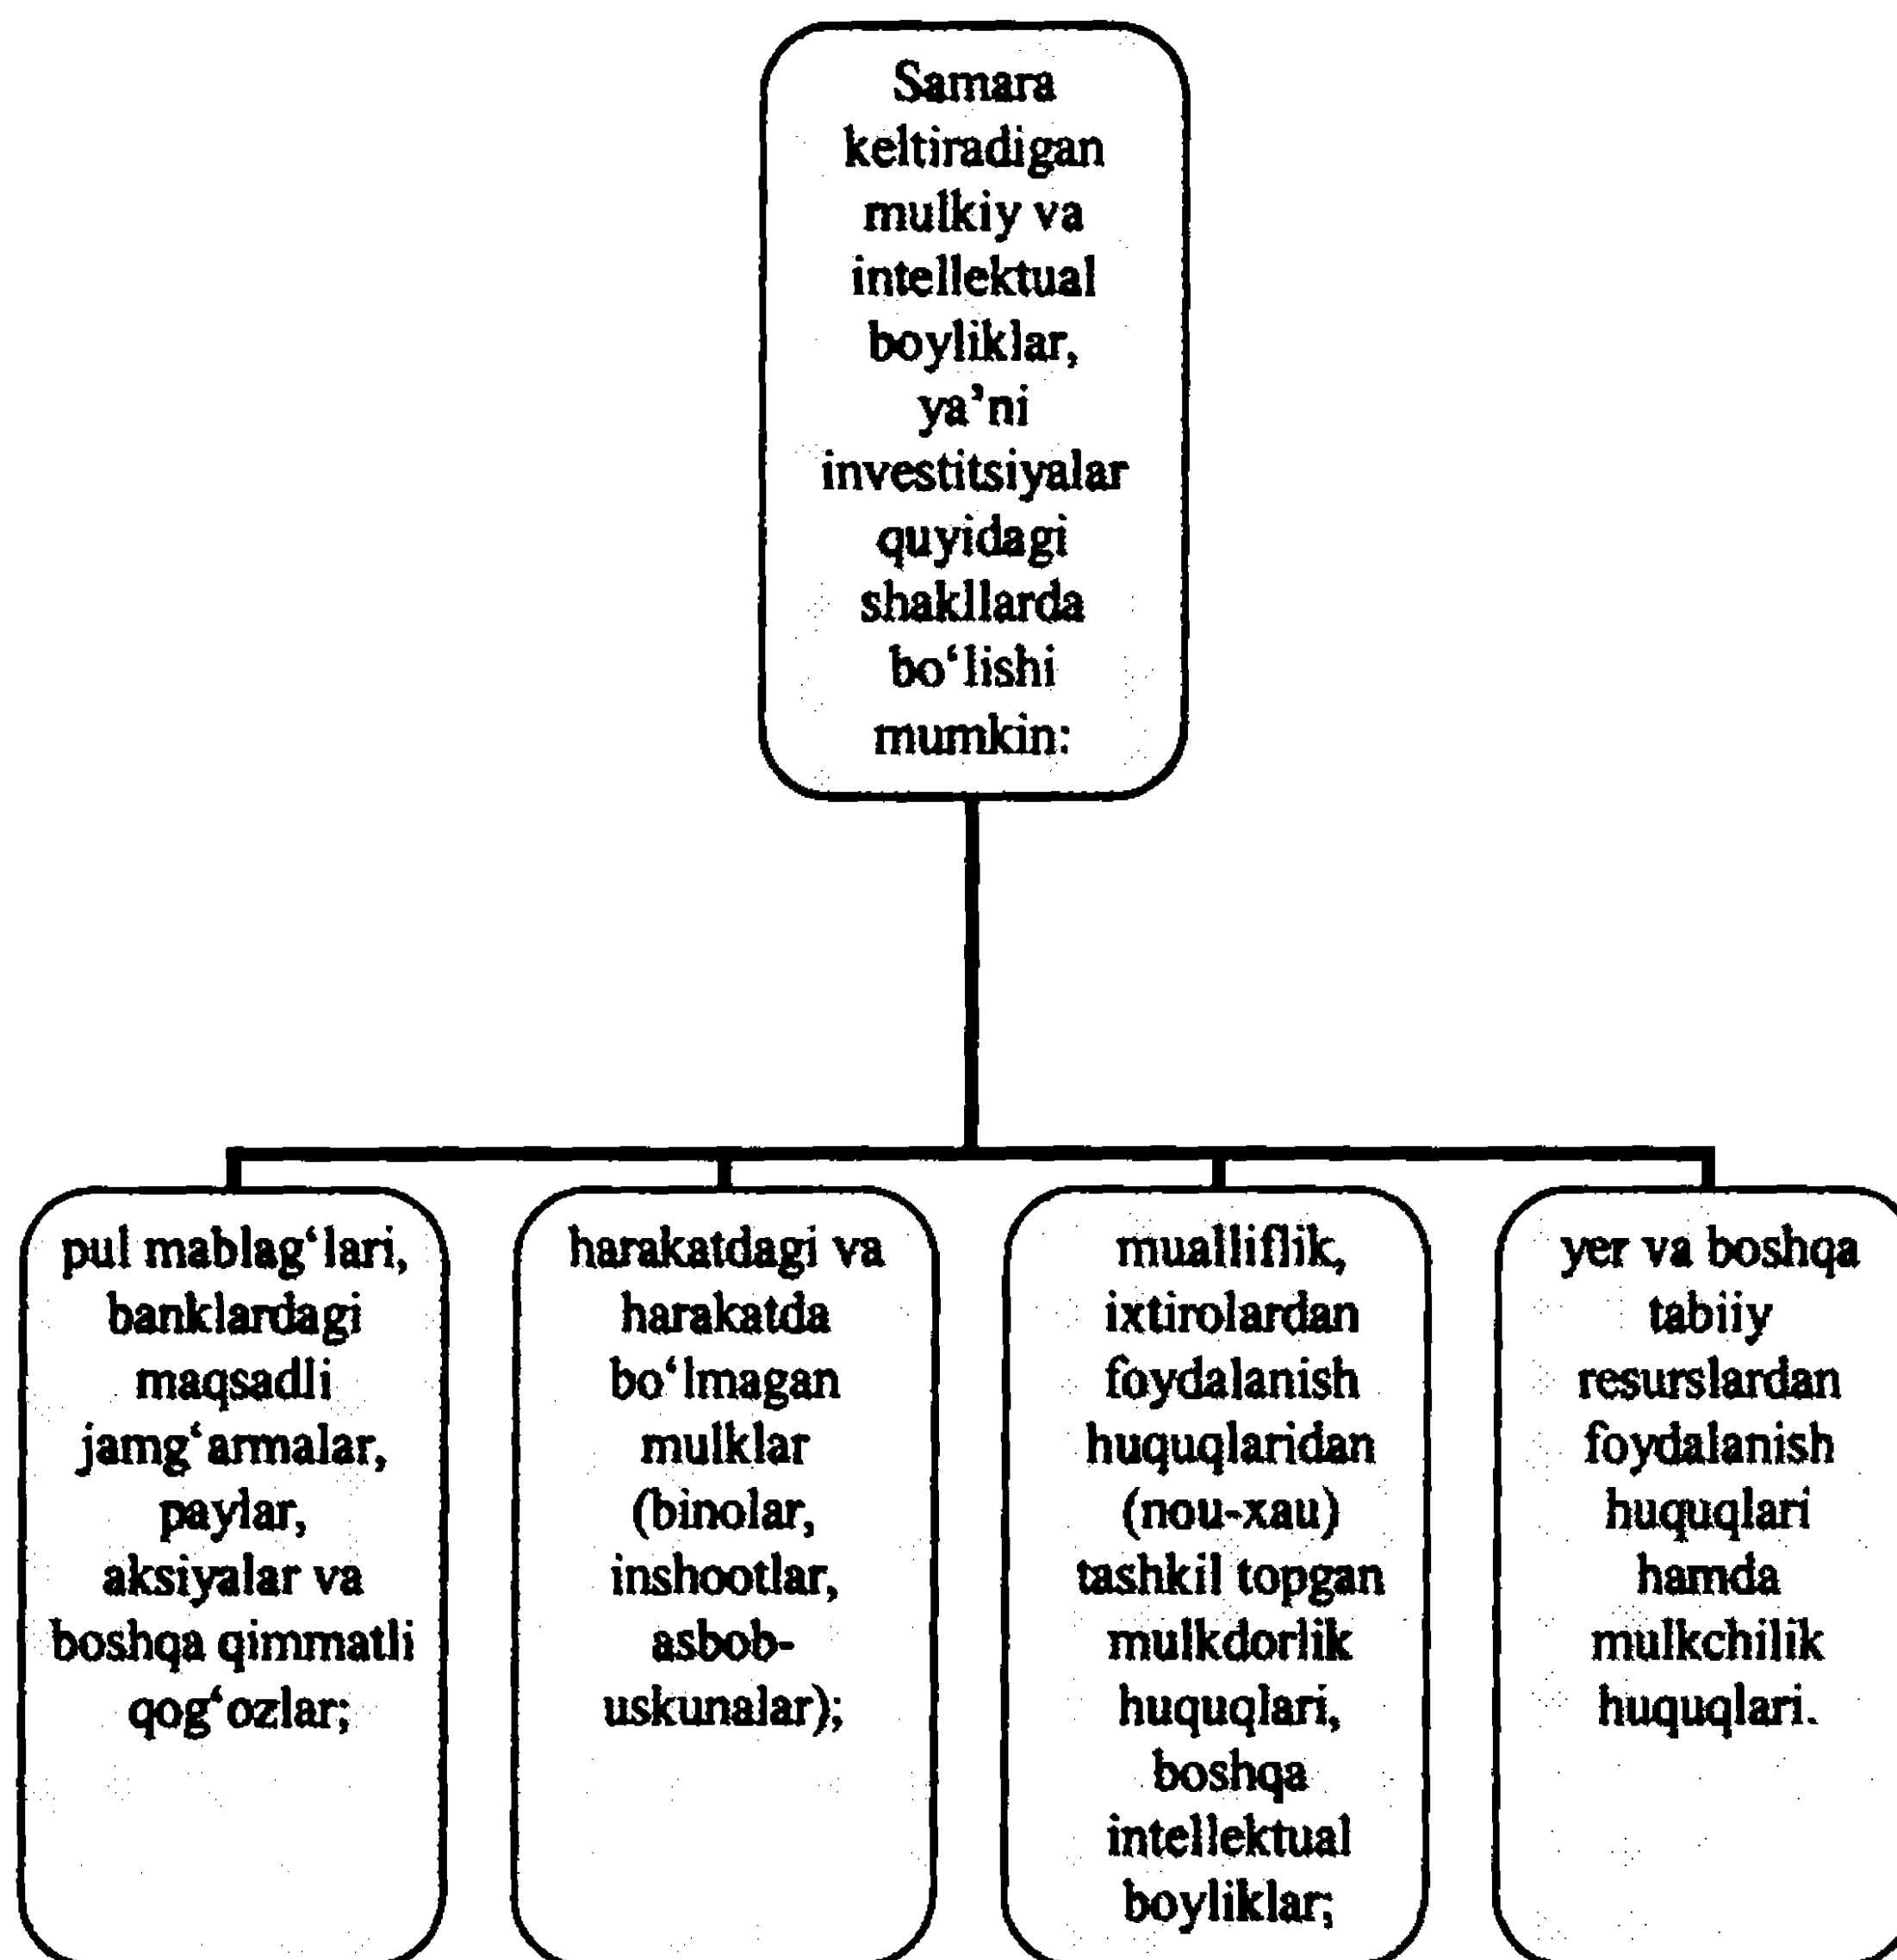 Samara
keltiradigan
mulkiy va
intellektual
boyliklar,
ya’ni
investitsiyalar
quyidagi
shakllarda
bo‘lishi
mumkin:
pul mablag‘lari,
banklardagi
maqsadli
jamg‘armalar,
paylar,
aksiyalar va
boshqa qimmatli
qog‘ozlar;
harakatdagi va
harakatda
bo‘lmagan
mulklar
(binolar,
inshootlar,
asbob-
uskunalar);
mualliflik,
ixtirolardan
foydalanish
huquqlaridan
(nou-xau)
tashkil topgan
mulkdorlik
huquqlari,
boshqa
intellektual
boyliklar;
yer va boshqa
tabiiy
resurslardan
foydalanish
huquqlari
hamda
mulkchilik
huquqlari.